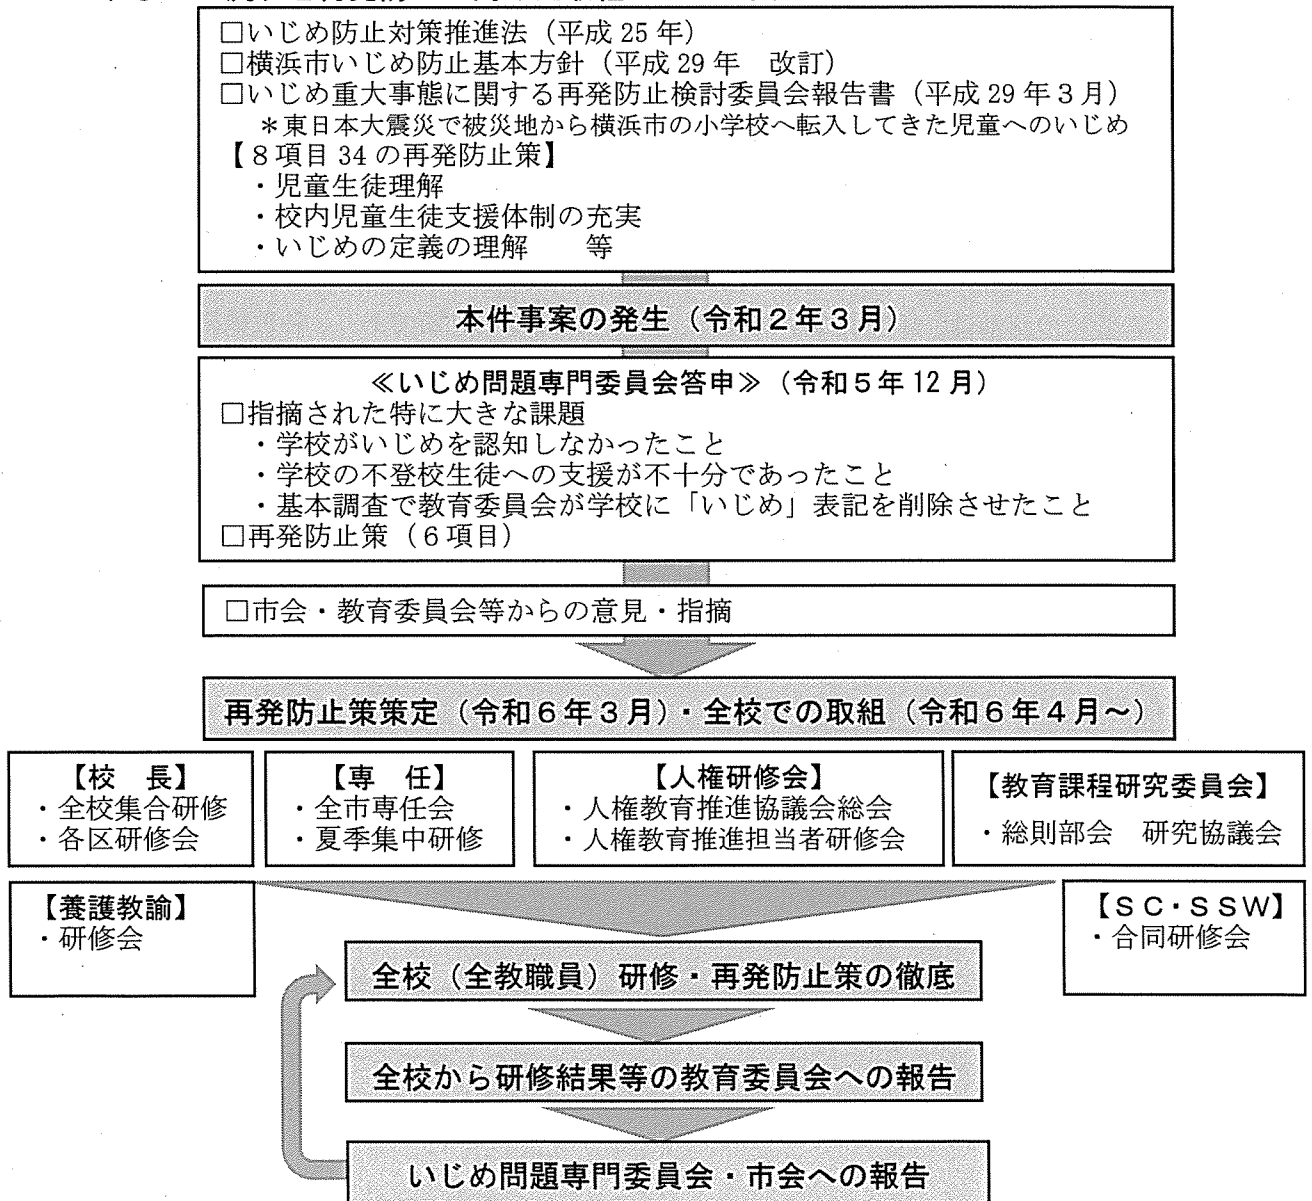 □いじめ防止対策推進法(平成25年)
□横浜市いじめ防止基本方針(平成29年 改訂)
□いじめ重大事態に関する再発防止検討委員会報告書(平成29年3月)
*東日本大震災で被災地から横浜市の小学校へ転入してきた児童へのいじめ
【8項目34の再発防止策】
・児童生徒理解
・校内児童生徒支援体制の充実
・いじめの定義の理解 等
本件事案の発生(令和2年3月)
≪いじめ問題専門委員会答申≫(令和5年12月)
□指摘された特に大きな課題
・学校がいじめを認知しなかったこと
・学校の不登校生徒への支援が不十分であったこと
・基本調査で教育委員会が学校に「いじめ」表記を削除させたこと
□再発防止策(6項目)
□市会・教育委員会等からの意見・指摘
再発防止策策定(令和6年3月)・全校での取組(令和6年4月~)
【校 長】
・全校集合研修
・各区研修会
【専 任】
・全市専任会
・夏季集中研修
【人権研修会】
・人権教育推進協議会総会
・人権教育推進担当者研修会
【教育課程研究委員会】
・総則部会 研究協議会
【養護教諭】
・研修会
【SC・SSW】
・合同研修会
全校(全教職員)研修・再発防止策の徹底
全校から研修結果等の教育委員会への報告
いじめ問題専門委員会・市会への報告